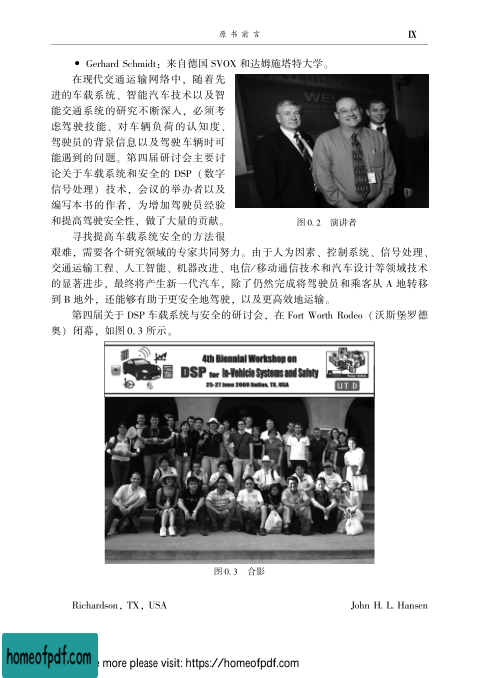 原书前言 Ⅸ
• Gerhard Schmidt：来自德国 SVOX 和达姆施塔特大学。
在现代交通运输网络中，随着先
进的车载系统、智能汽车技术以及智
能交通系统的研究不断深入，必须考
虑驾驶技能、对车辆负荷的认知度、
驾驶员的背景信息以及驾驶车辆时可
能遇到的问题。第四届研讨会主要讨
论关于车载系统和安全的 DSP（数字
信号处理）技术，会议的举办者以及
编写本书的作者，为增加驾驶员经验
和提高驾驶安全性，做了大量的贡献。
图 0.2 演讲者
寻找提高车载系统安全的方法很
艰难，需要各个研究领域的专家共同努力。由于人为因素、控制系统、信号处理、
交通运输工程、人工智能、机器改进、电信/移动通信技术和汽车设计等领域技术
的显著进步，最终将产生新一代汽车，除了仍然完成将驾驶员和乘客从 A 地转移
到 B 地外，还能够有助于更安全地驾驶，以及更高效地运输。
第四届关于 DSP 车载系统与安全的研讨会，在 Fort Worth Rodeo（沃斯堡罗德
奥）闭幕，如图 0.3 所示。
4th Biennial Workshop on
DSP for In-Vehicle Systems and Safety
25-27 June 2009 Dallas, TX, USA
UTD
图 0.3 合影
Richardson, TX, USA John H. L. Hansen
homeofpdf.com
more please visit: https://homeofpdf.com